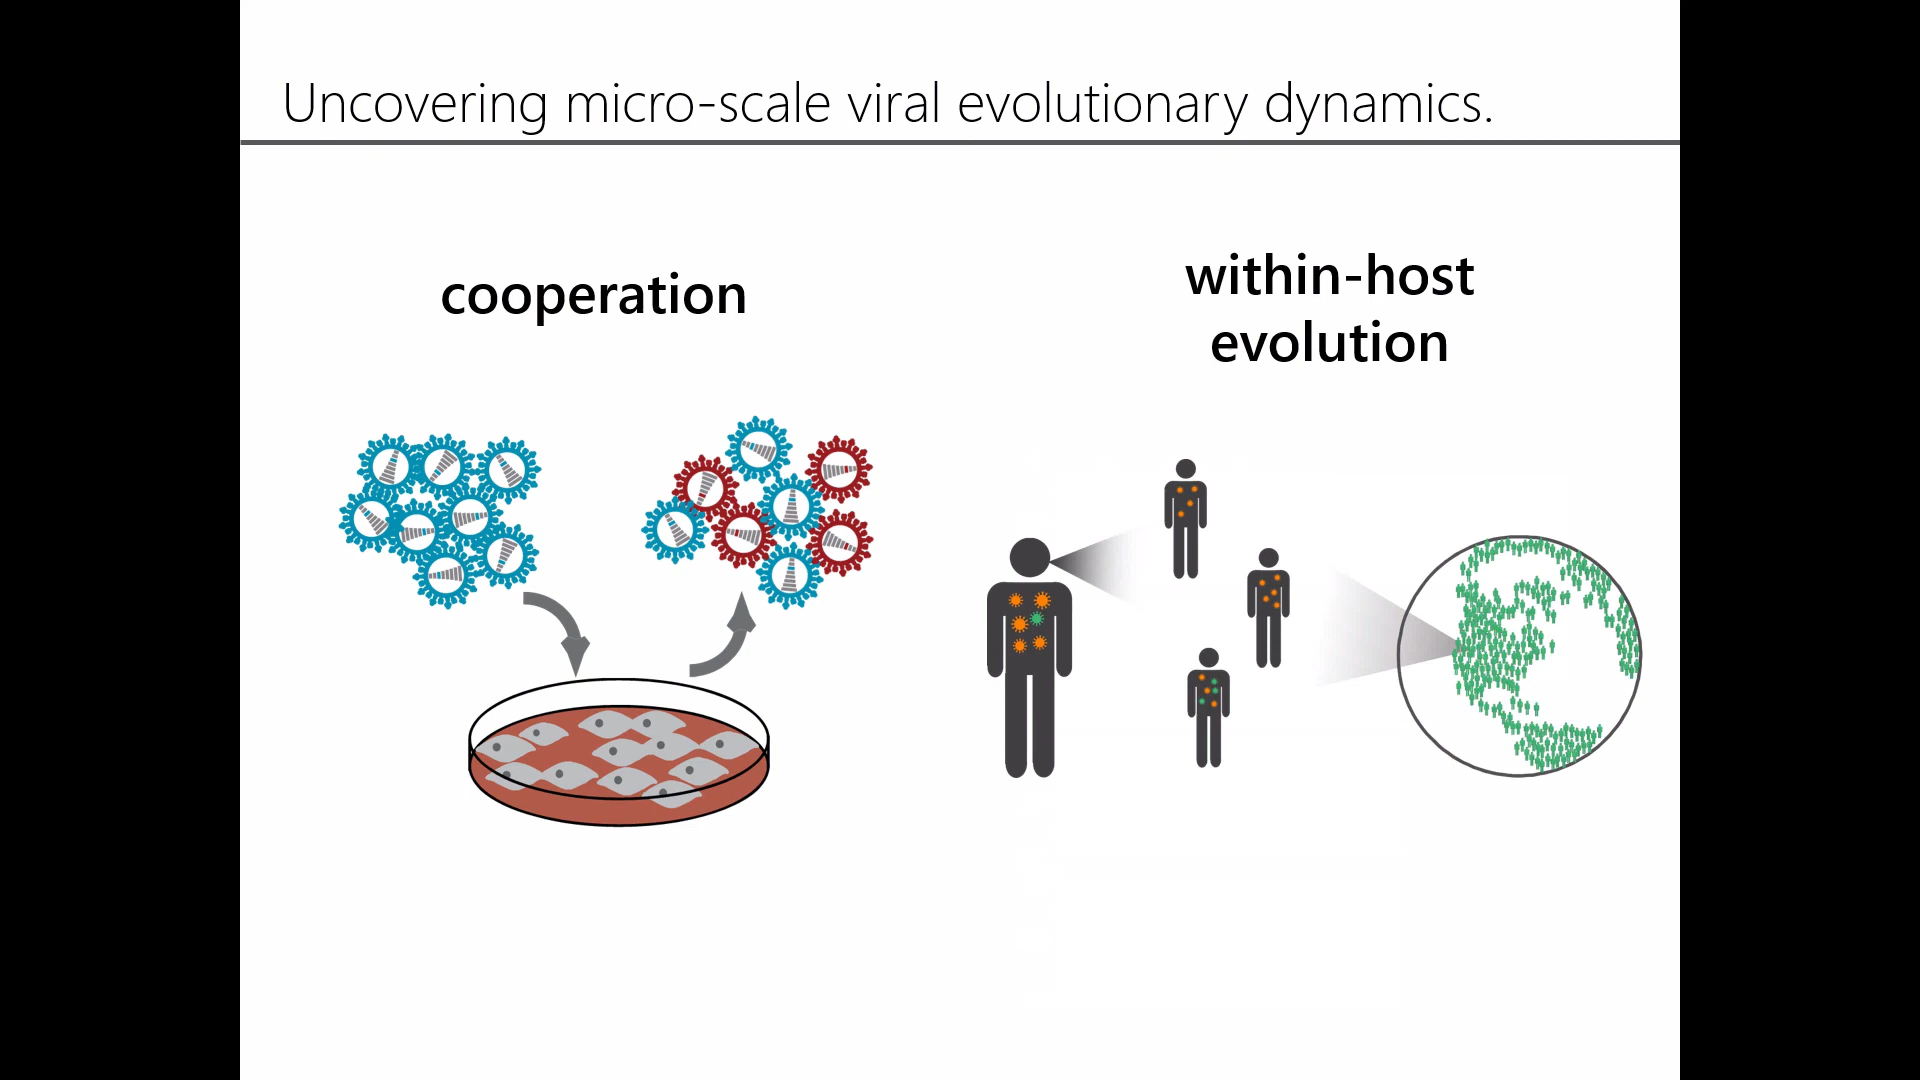 Uncovering micro-scale viral evolutionary dynamics.
cooperation
within-host
evolution